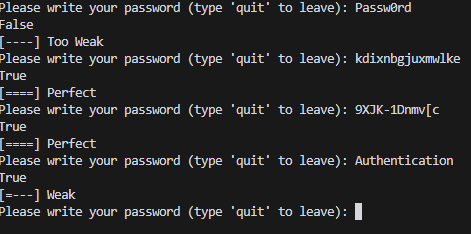 Please write your password (type 'quit' to leave): Passw0rd
False
[----] Too Weak
Please write your password (type 'quit' to leave): kdixnbgjuxmwlke
True
[====] Perfect
Please write your password (type 'quit' to leave): 9XJK-1Dnmv[c
True
[====] Perfect
Please write your password (type 'quit' to leave): Authentication
True
[=---] Weak
Please write your password (type 'quit' to leave):